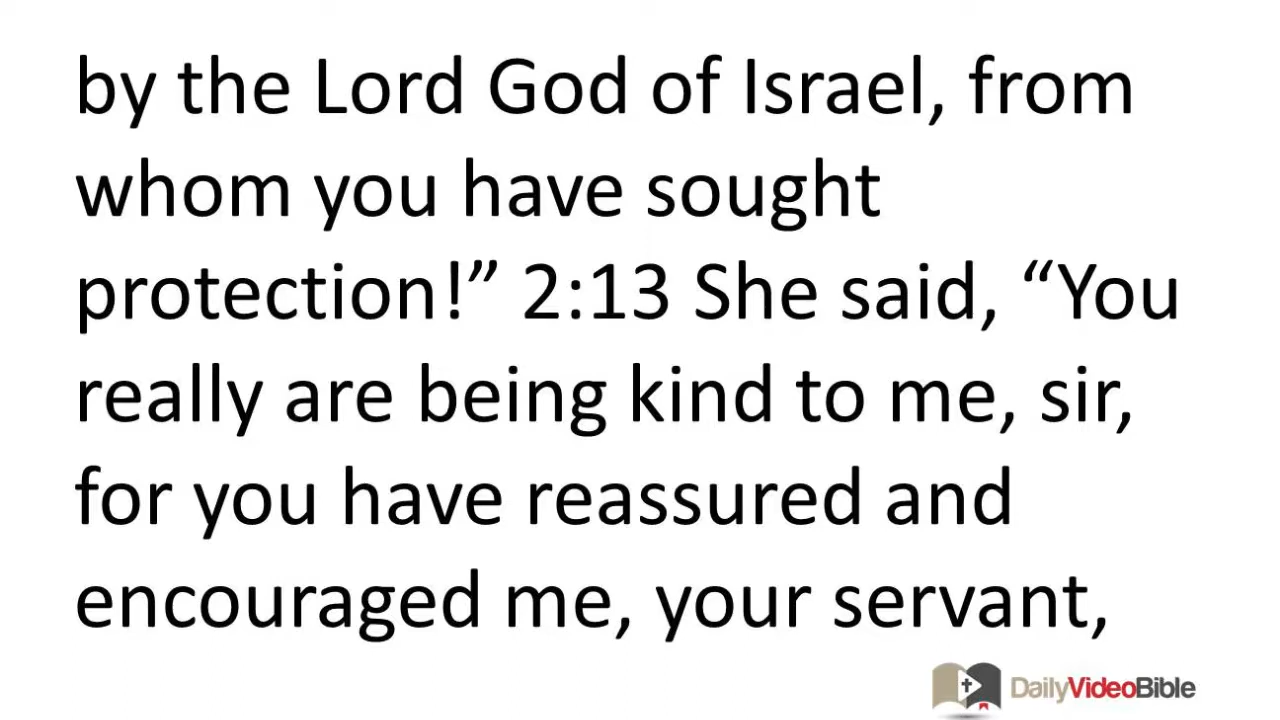 by the Lord God of Israel, from
whom you have sought
protection!” 2:13 She said, “You
really are being kind to me, sir,
for you have reassured and
encouraged me, your servant,
DailyVideoBible